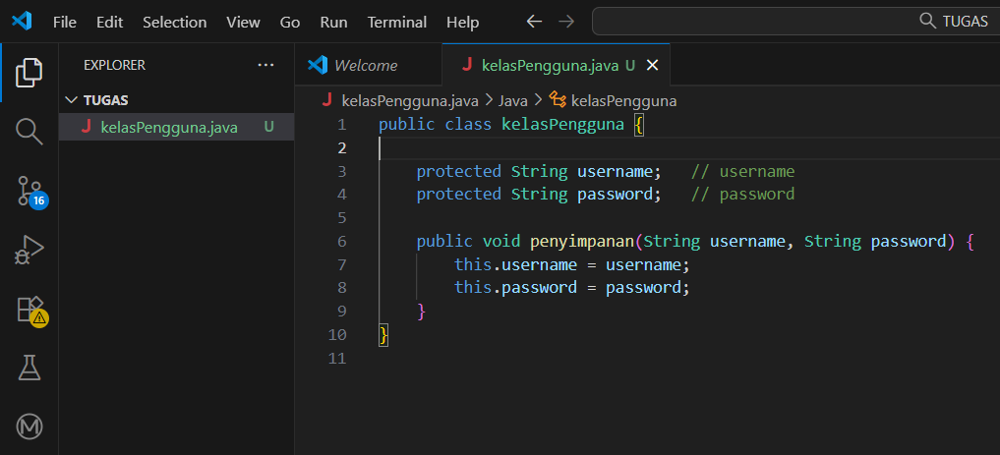 File Edit Selection View Go Run Terminal Help TUGAS
EXPLORER
Welcome
kelasPengguna.java U
TUGAS
kelasPengguna.java > Java > kelasPengguna
kelasPengguna.java U
1 public class kelasPengguna {
2
3 protected String username; // username
4 protected String password; // password
5
6 public void penyimpanan(String username, String password) {
7 this.username = username;
8 this.password = password;
9 }
10 }
11
16